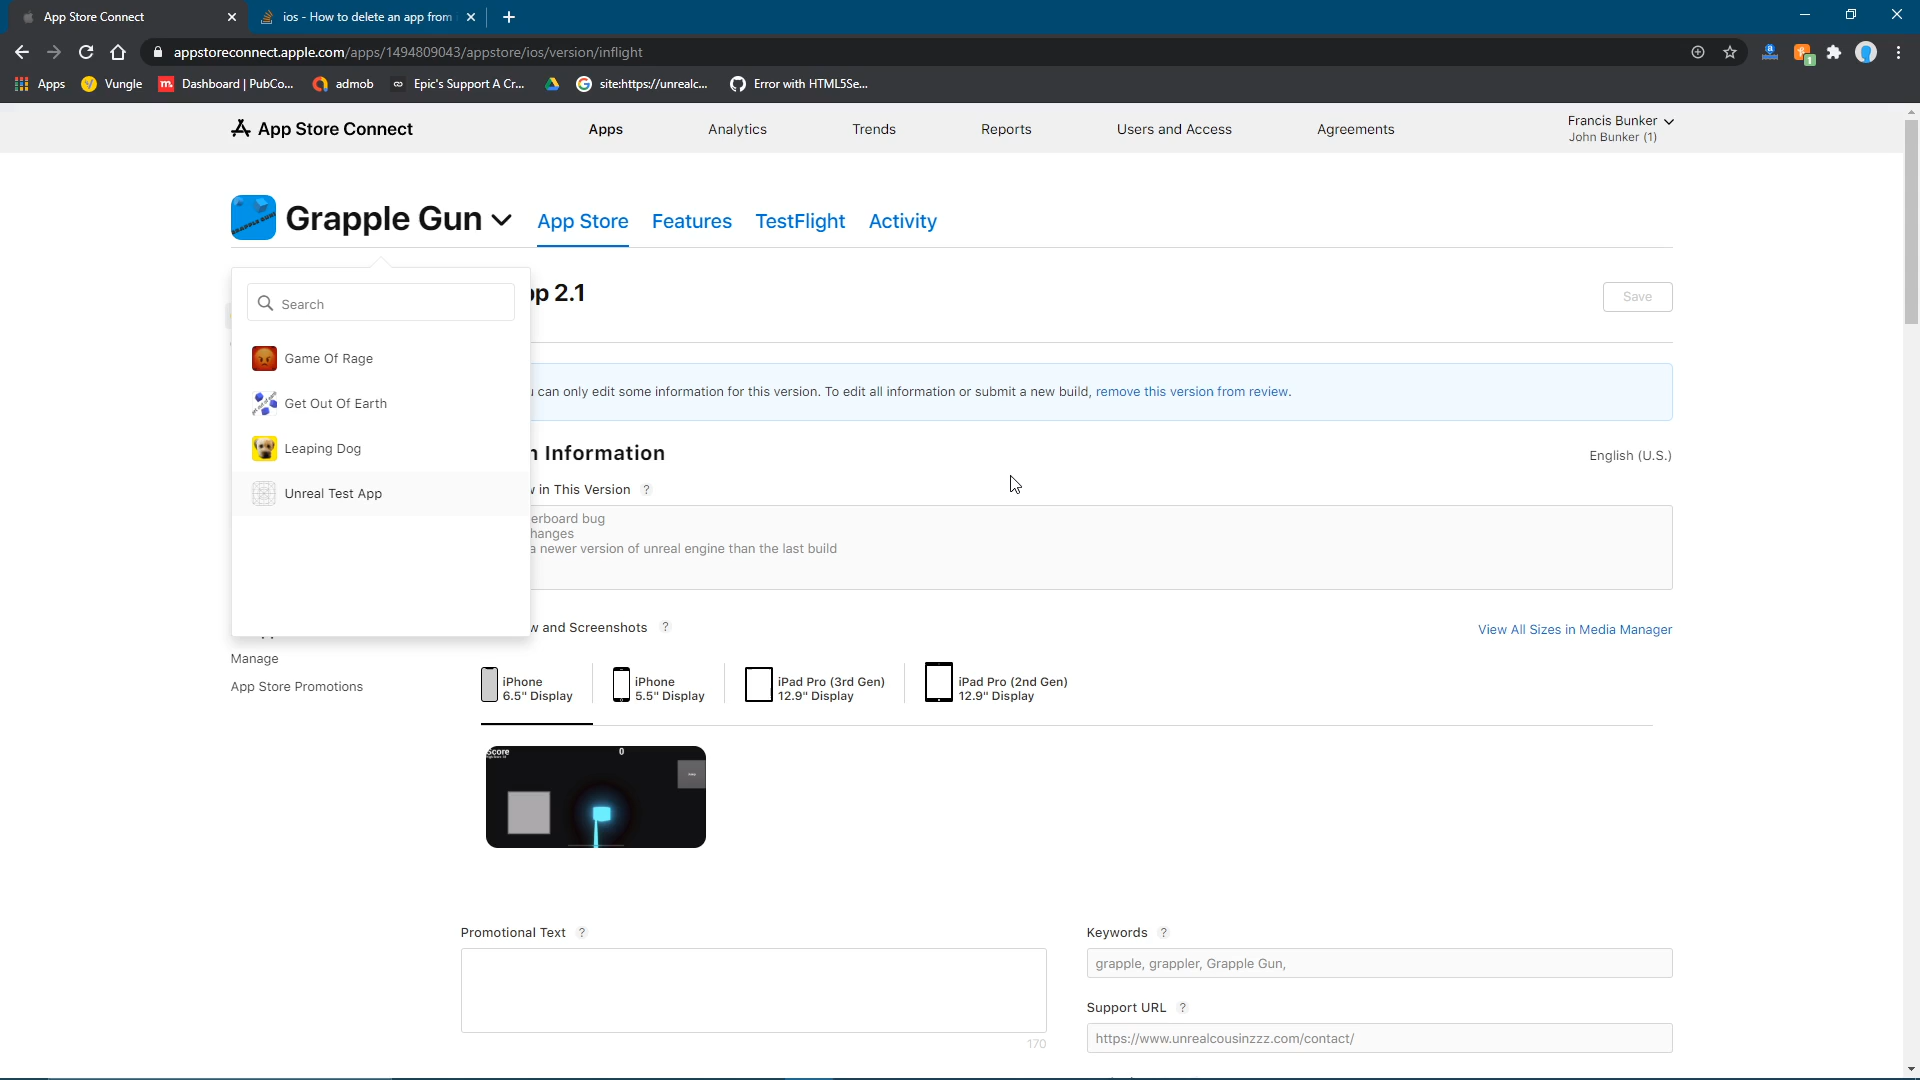 App Store Connect
ios - How to delete an app from
appstoreconnect.apple.com/apps/1494809043/appstore/ios/version/inflight
1
Apps
Vungle
Dashboard | PubCo...
admob
Epic's Support A Cr...
site:https://unrealc...
Error with HTML5Se...
App Store Connect
Apps
Analytics
Trends
Reports
Users and Access
Agreements
Francis Bunker
John Bunker (1)
Grapple Gun
App Store
Features
TestFlight
Activity
Search
Game Of Rage
Get Out Of Earth
Leaping Dog
Unreal Test App
pp 2.1
Save
can only edit some information for this version. To edit all information or submit a new build, remove this version from review.
n Information
English (U.S.)
w in This Version ?
erboard bug
hanges
a newer version of unreal engine than the last build
w and Screenshots ?
View All Sizes in Media Manager
Manage
App Store Promotions
iPhone
6.5" Display
iPhone
5.5" Display
iPad Pro (3rd Gen)
12.9" Display
iPad Pro (2nd Gen)
12.9" Display
Score
0
Promotional Text ?
170
Keywords ?
grapple, grappler, Grapple Gun,
Support URL ?
https://www.unrealcousinzzz.com/contact/